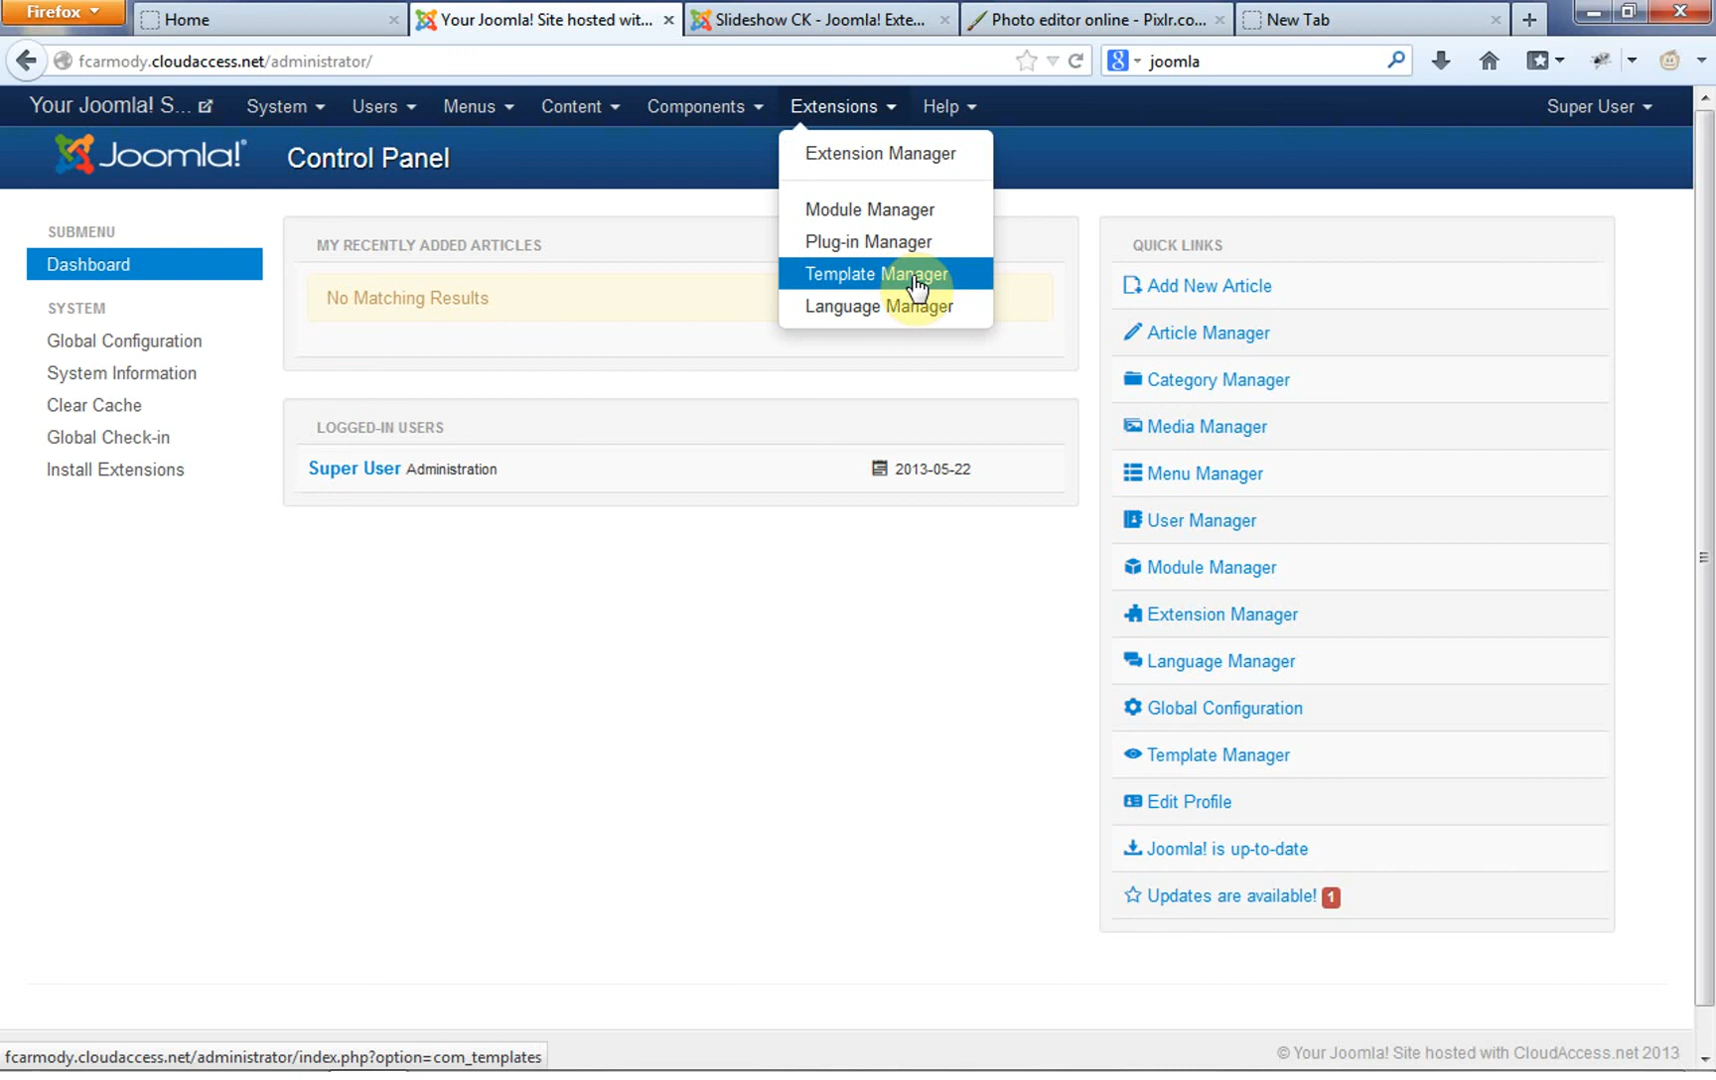 Firefox
Home
Your Joomla! Site hosted wit...
Slideshow CK - Joomla! Exte...
Photo editor online - Pixlr.co...
New Tab
fcarmody.cloudaccess.net/administrator/
joomla
Your Joomla! S...
System
Users
Menus
Content
Components
Extensions
Help
Super User
Joomla!
Control Panel
Extension Manager
Module Manager
Plug-in Manager
Template Manager
Language Manager
SUBMENU
Dashboard
SYSTEM
Global Configuration
System Information
Clear Cache
Global Check-in
Install Extensions
MY RECENTLY ADDED ARTICLES
No Matching Results
LOGGED-IN USERS
Super User Administration
2013-05-22
QUICK LINKS
Add New Article
Article Manager
Category Manager
Media Manager
Menu Manager
User Manager
Module Manager
Extension Manager
Language Manager
Global Configuration
Template Manager
Edit Profile
Joomla! is up-to-date
Updates are available! 1
fcarmody.cloudaccess.net/administrator/index.php?option=com_templates
© Your Joomla! Site hosted with CloudAccess.net 2013